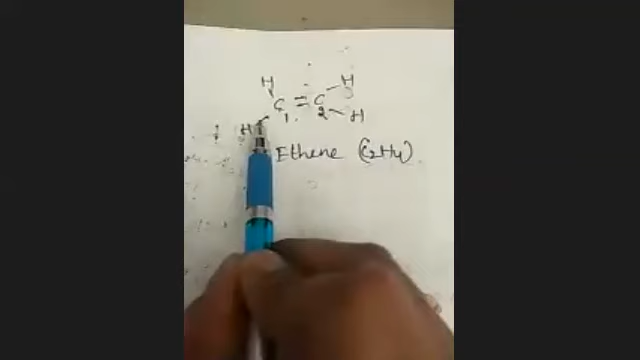 H H
C = C
1. 2 H
H
Ethene (C2H4)